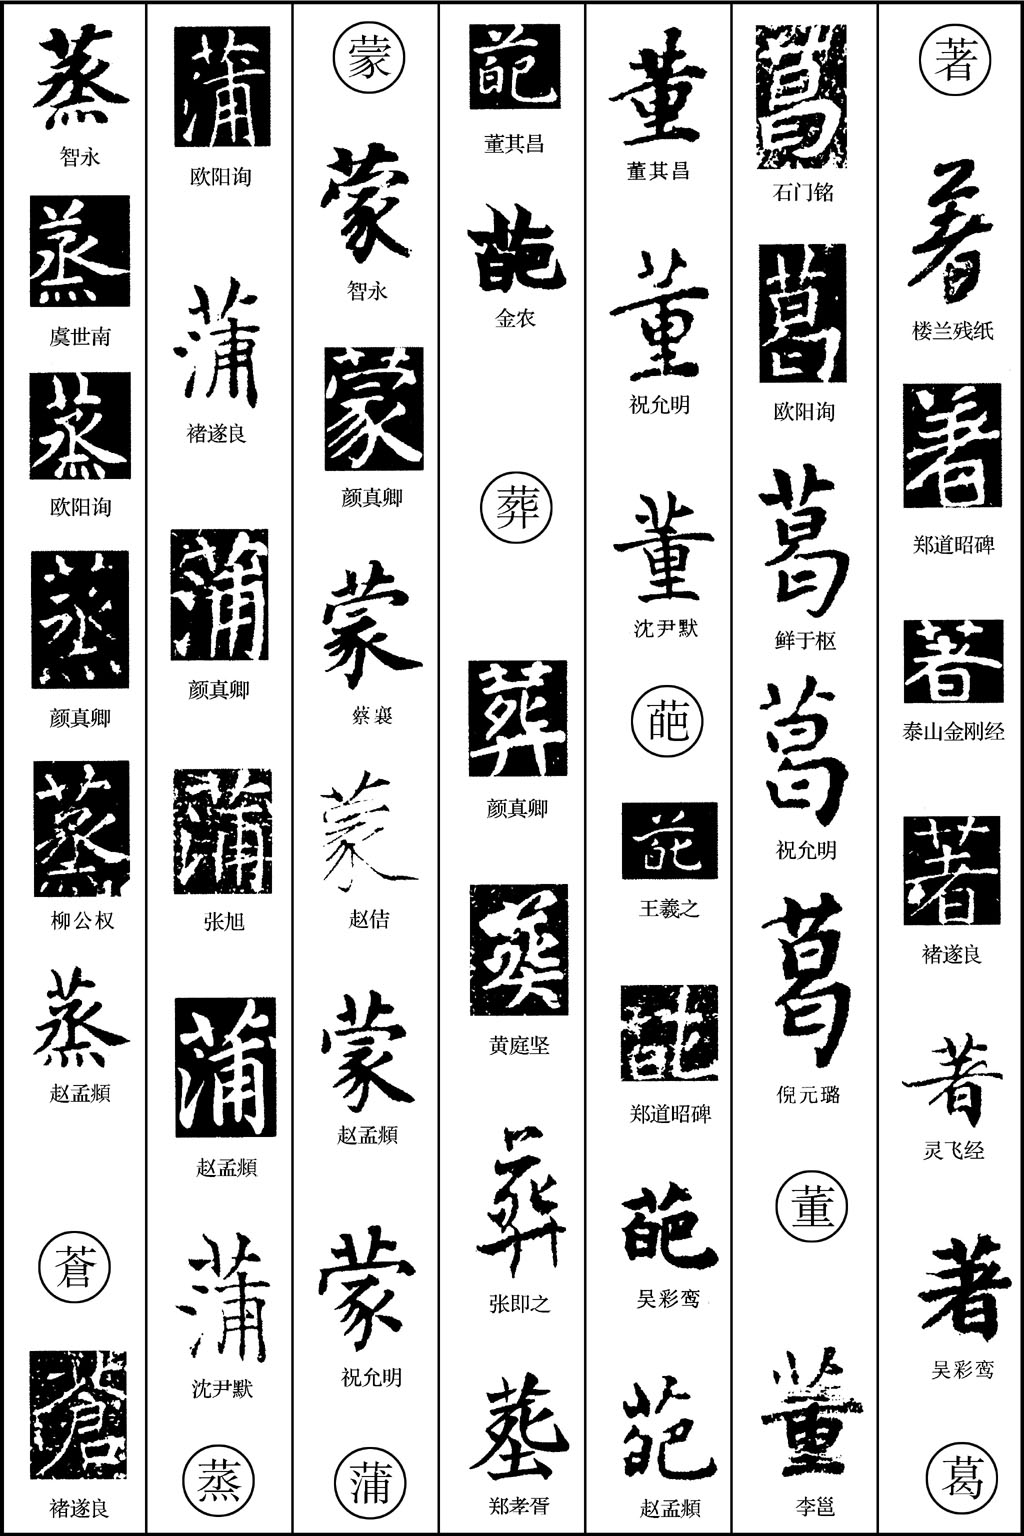 著
著
楼兰残纸
著
郑道昭碑
著
泰山金刚经
著
褚遂良
著
灵飞经
著
吴彩鸾
葛
葛
石门铭
葛
欧阳询
葛
鲜于枢
葛
祝允明
葛
倪元璐
董
董
李邕
董
董其昌
董
祝允明
董
沈尹默
葩
葩
王羲之
葩
郑道昭碑
葩
吴彩鸾
葩
赵孟頫
葩
董其昌
葩
金农
葬
葬
颜真卿
葬
黄庭坚
葬
张即之
葬
郑孝胥
蒙
蒙
智永
蒙
颜真卿
蒙
蔡襄
蒙
赵佶
蒙
赵孟頫
蒙
祝允明
蒲
蒲
欧阳询
蒲
褚遂良
蒲
颜真卿
蒲
张旭
蒲
赵孟頫
蒲
沈尹默
蒸
蒸
智永
蒸
虞世南
蒸
欧阳询
蒸
颜真卿
蒸
柳公权
蒸
赵孟頫
蒼
蒼
褚遂良